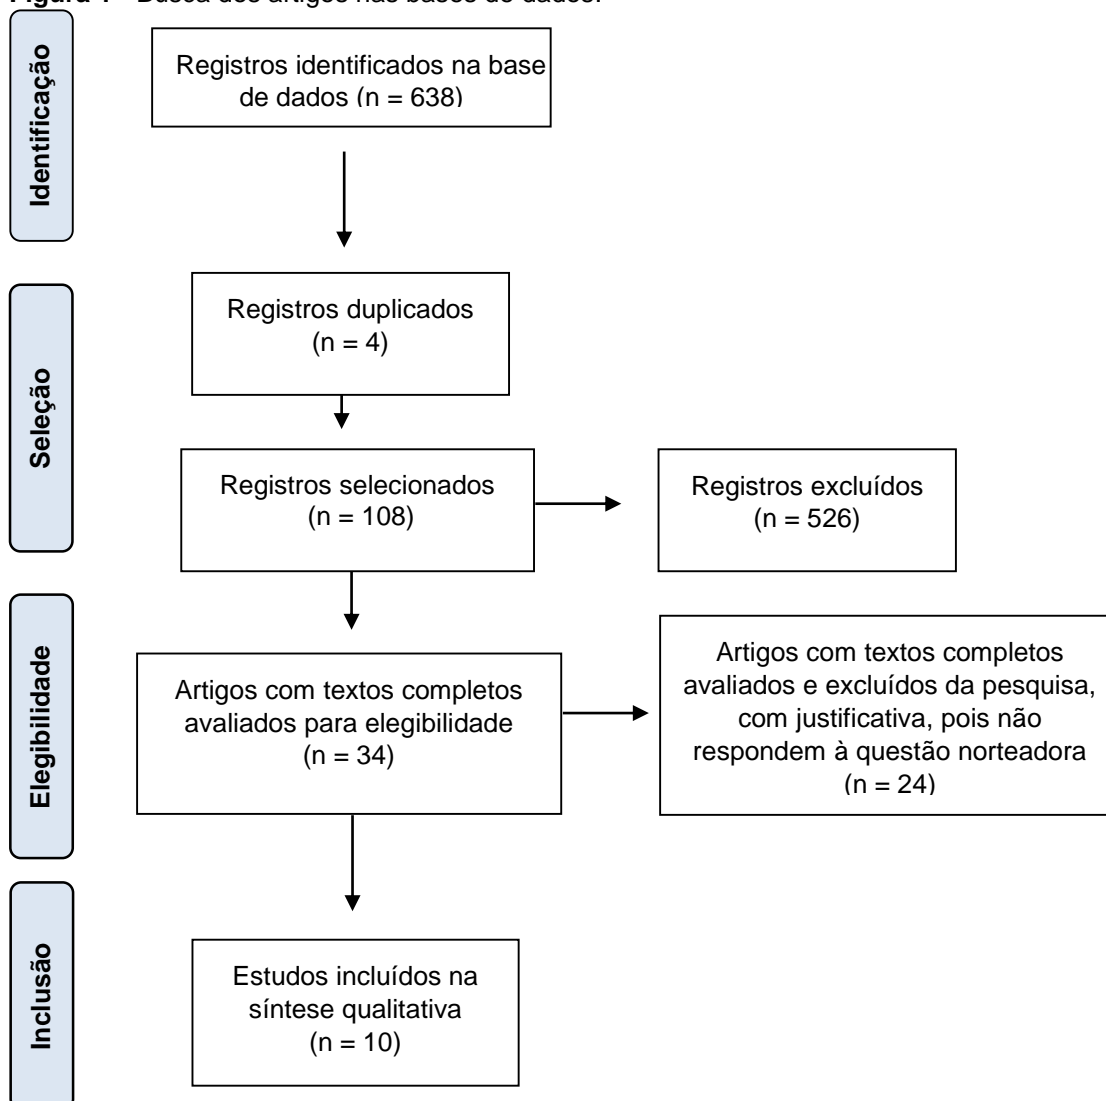 Figura 1 - Busca dos artigos nas bases de dados.
Identificação
Registros identificados na base
de dados (n = 638)
Seleção
Registros duplicados
(n = 4)
Registros selecionados
(n = 108)
Registros excluídos
(n = 526)
Elegibilidade
Artigos com textos completos
avaliados para elegibilidade
(n = 34)
Artigos com textos completos
avaliados e excluídos da pesquisa,
com justificativa, pois não
respondem à questão norteadora
(n = 24)
Inclusão
Estudos incluídos na
síntese qualitativa
(n = 10)